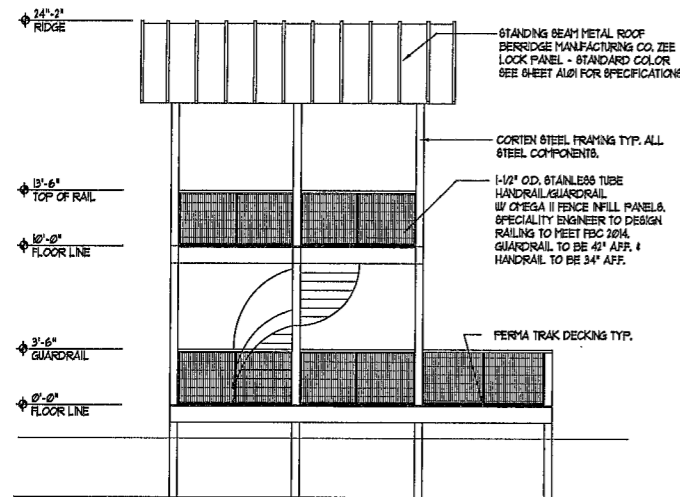 24'-2"
RIDGE
STANDING SEAM METAL ROOF
BERRIDGE MANUFACTURING CO. ZEE
LOCK PANEL - STANDARD COLOR
SEE SHEET A1.01 FOR SPECIFICATIONS
CORTEN STEEL FRAMING TYP. ALL
STEEL COMPONENTS.
13'-6"
TOP OF RAIL
1-1/2" O.D. STAINLESS TUBE
HANDRAIL/GUARDRAIL
W/ OMEGA II FENCE INFILL PANELS.
SPECIALITY ENGINEER TO DESIGN
RAILING TO MEET FBC 2014.
GUARDRAIL TO BE 42" AFF. &
HANDRAIL TO BE 34" AFF.
10'-0"
FLOOR LINE
3'-6"
GUARDRAIL
PERMA TRAK DECKING TYP.
0'-0"
FLOOR LINE